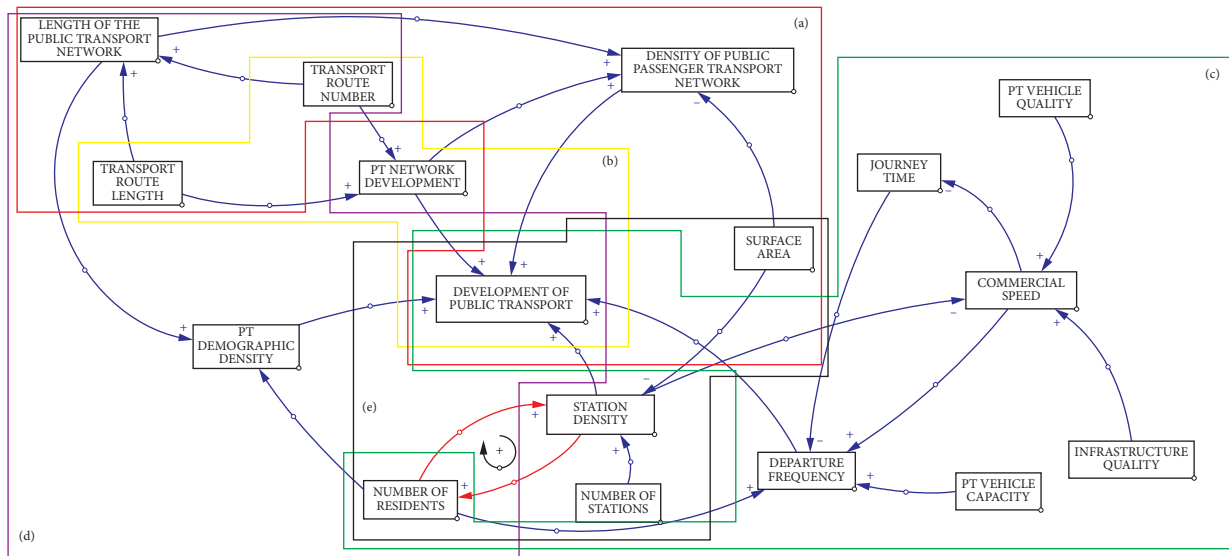 LENGTH OF THE
PUBLIC TRANSPORT
NETWORK
+
+
TRANSPORT
ROUTE
NUMBER
(a)
DENSITY OF PUBLIC
PASSENGER TRANSPORT
NETWORK
+
+
+
−
(c)
PT VEHICLE
QUALITY
TRANSPORT
ROUTE
LENGTH
+
+
PT NETWORK
DEVELOPMENT
(b)
JOURNEY
TIME
−
SURFACE
AREA
+
+
DEVELOPMENT OF
PUBLIC TRANSPORT
+
+
+
+
COMMERCIAL
SPEED
−
+
+
PT
DEMOGRAPHIC
DENSITY
+
(e)
−
STATION
DENSITY
+
+
+
NUMBER OF
RESIDENTS
+
NUMBER OF
STATIONS
−
+
DEPARTURE
FREQUENCY
+
+
INFRASTRUCTURE
QUALITY
PT VEHICLE
CAPACITY
(d)